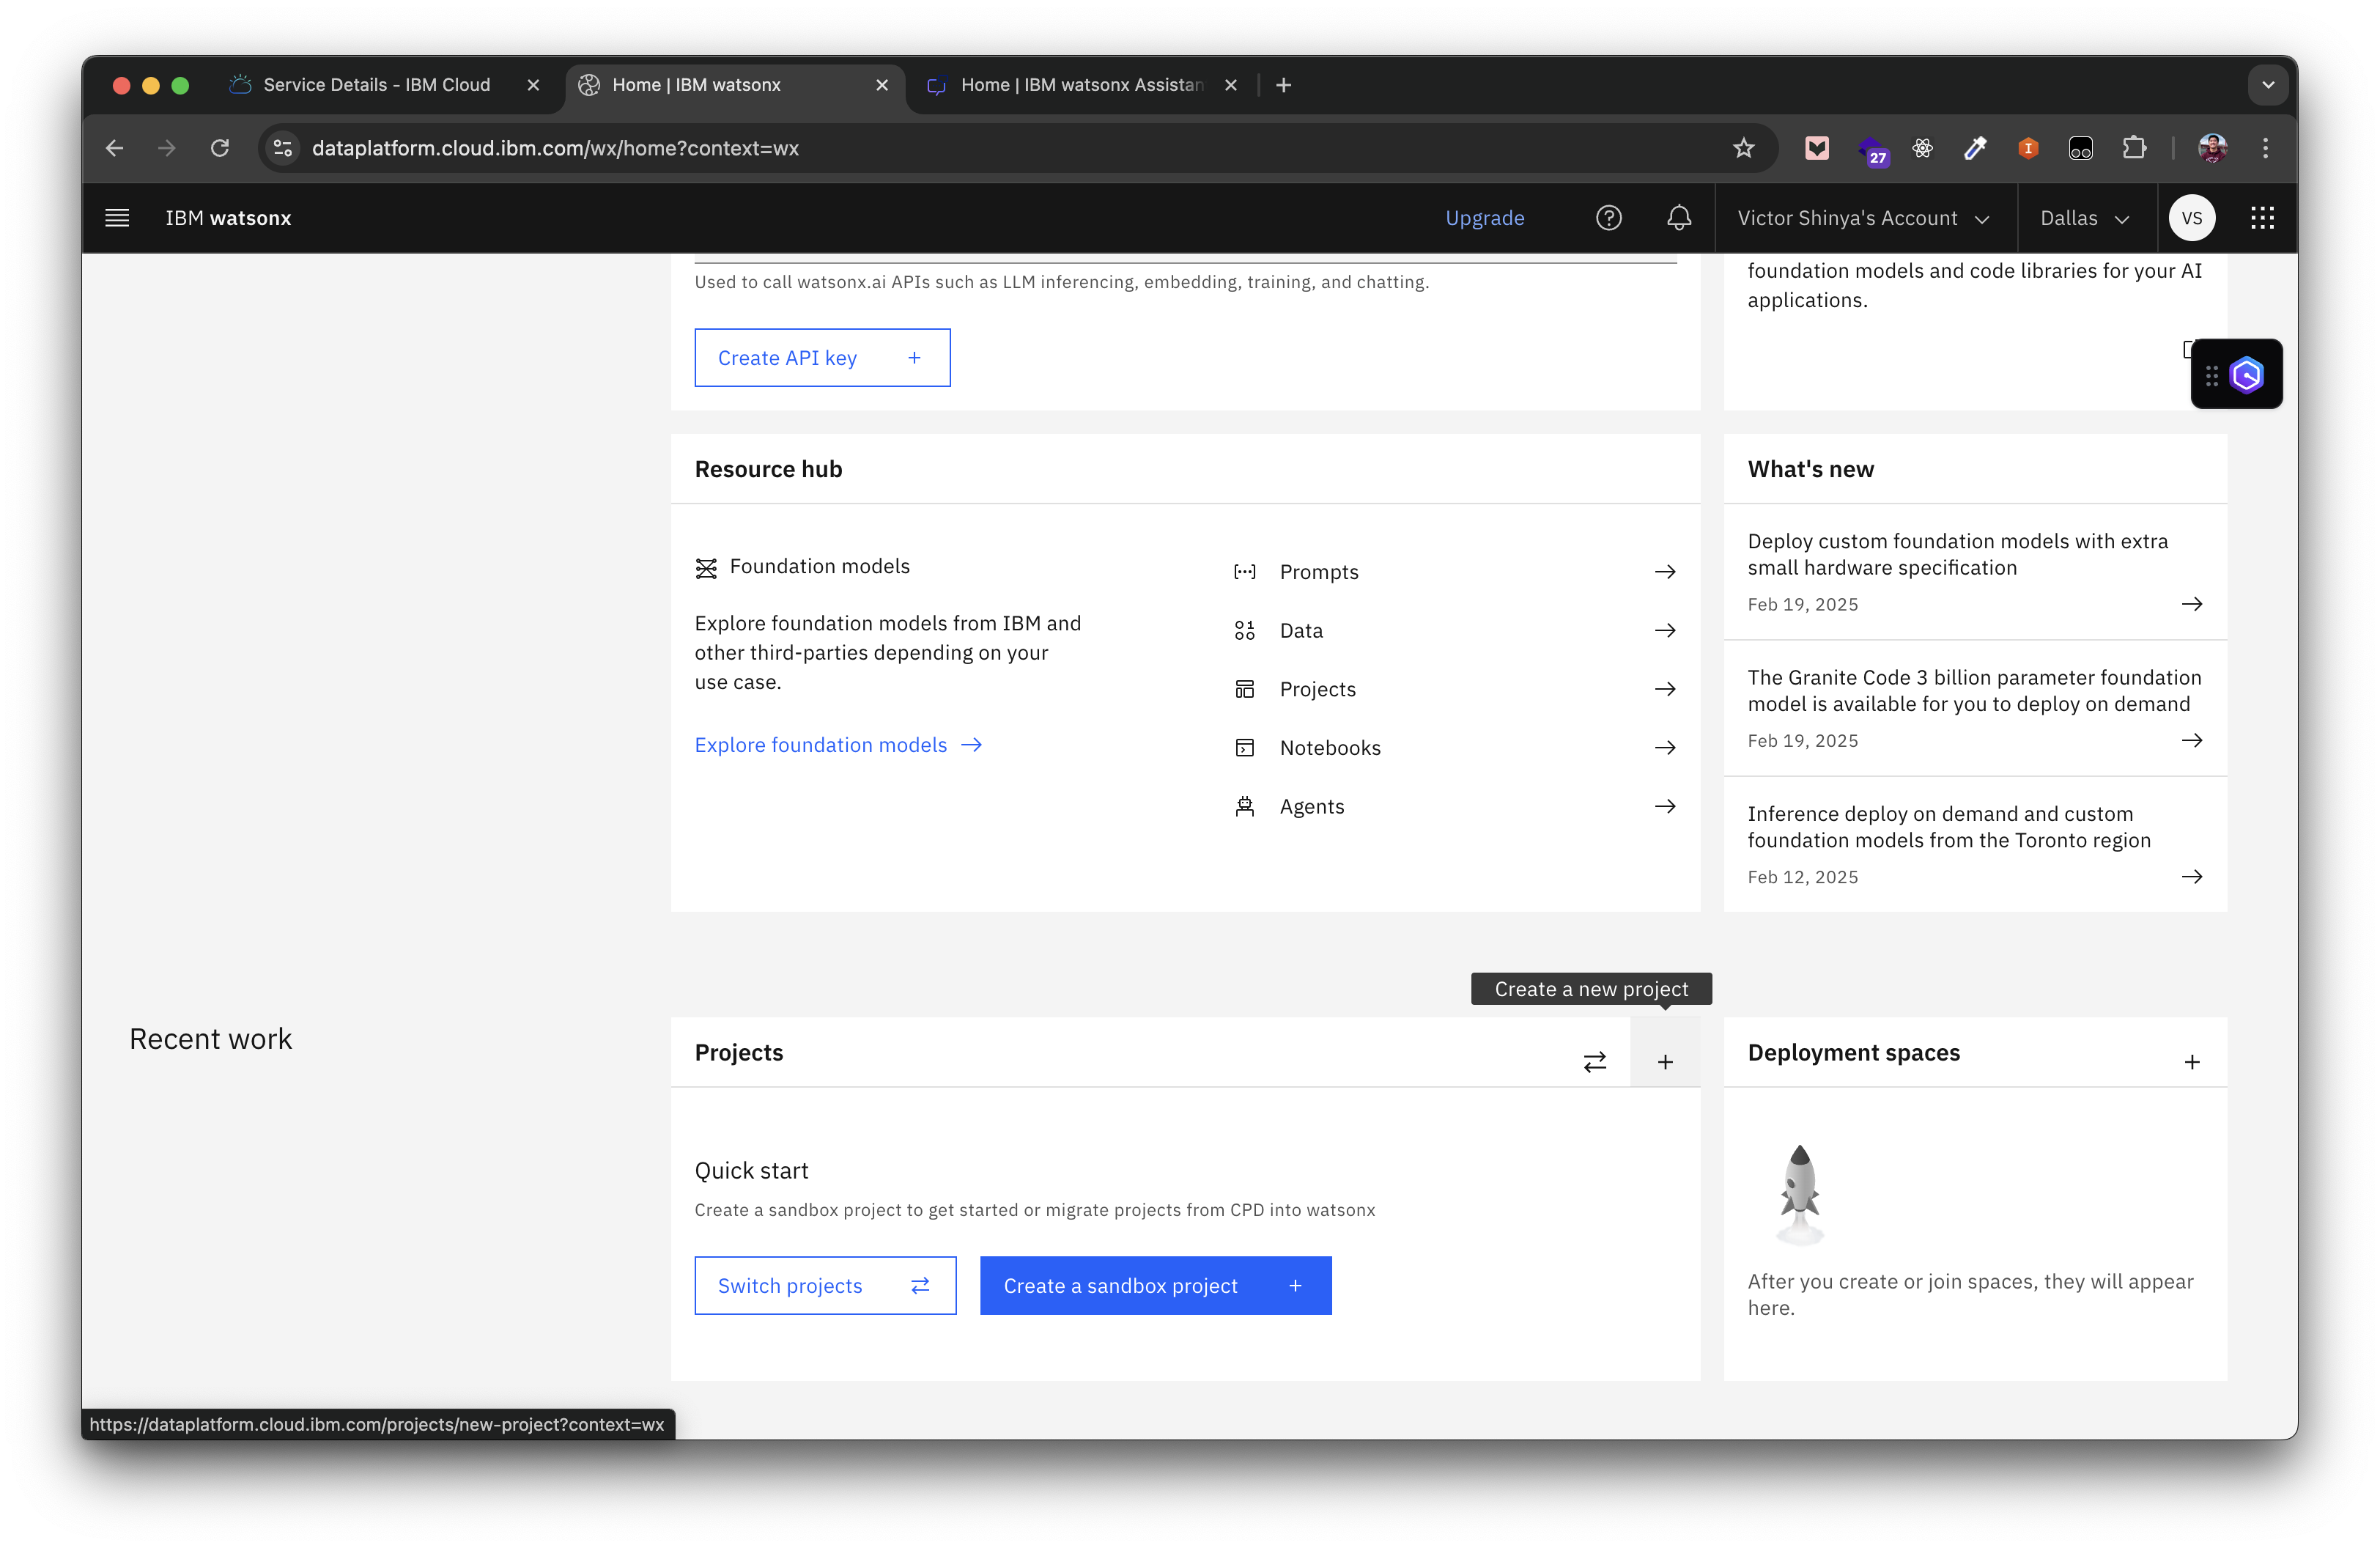 Service Details - IBM Cloud
Home | IBM watsonx
Home | IBM watsonx Assistan
dataplatform.cloud.ibm.com/wx/home?context=wx
27
IBM watsonx
Upgrade
Victor Shinya's Account
Dallas
VS
Used to call watsonx.ai APIs such as LLM inferencing, embedding, training, and chatting.
Create API key
foundation models and code libraries for your AI
applications.
Resource hub
Foundation models
Explore foundation models from IBM and
other third-parties depending on your
use case.
Explore foundation models
Prompts
Data
Projects
Notebooks
Agents
What's new
Deploy custom foundation models with extra
small hardware specification
Feb 19, 2025
The Granite Code 3 billion parameter foundation
model is available for you to deploy on demand
Feb 19, 2025
Inference deploy on demand and custom
foundation models from the Toronto region
Feb 12, 2025
Create a new project
Recent work
Projects
Quick start
Create a sandbox project to get started or migrate projects from CPD into watsonx
Switch projects
Create a sandbox project
Deployment spaces
After you create or join spaces, they will appear
here.
https://dataplatform.cloud.ibm.com/projects/new-project?context=wx